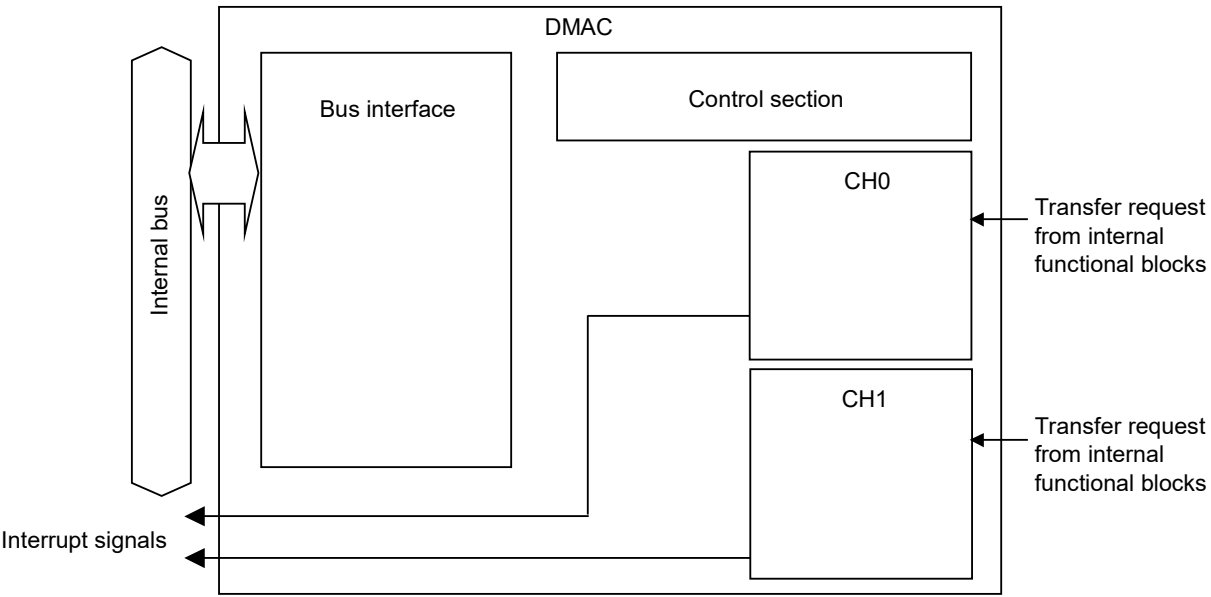 DMAC
Bus interface
Control section
CH0
Transfer request
from internal
functional blocks
Internal bus
CH1
Transfer request
from internal
functional blocks
Interrupt signals